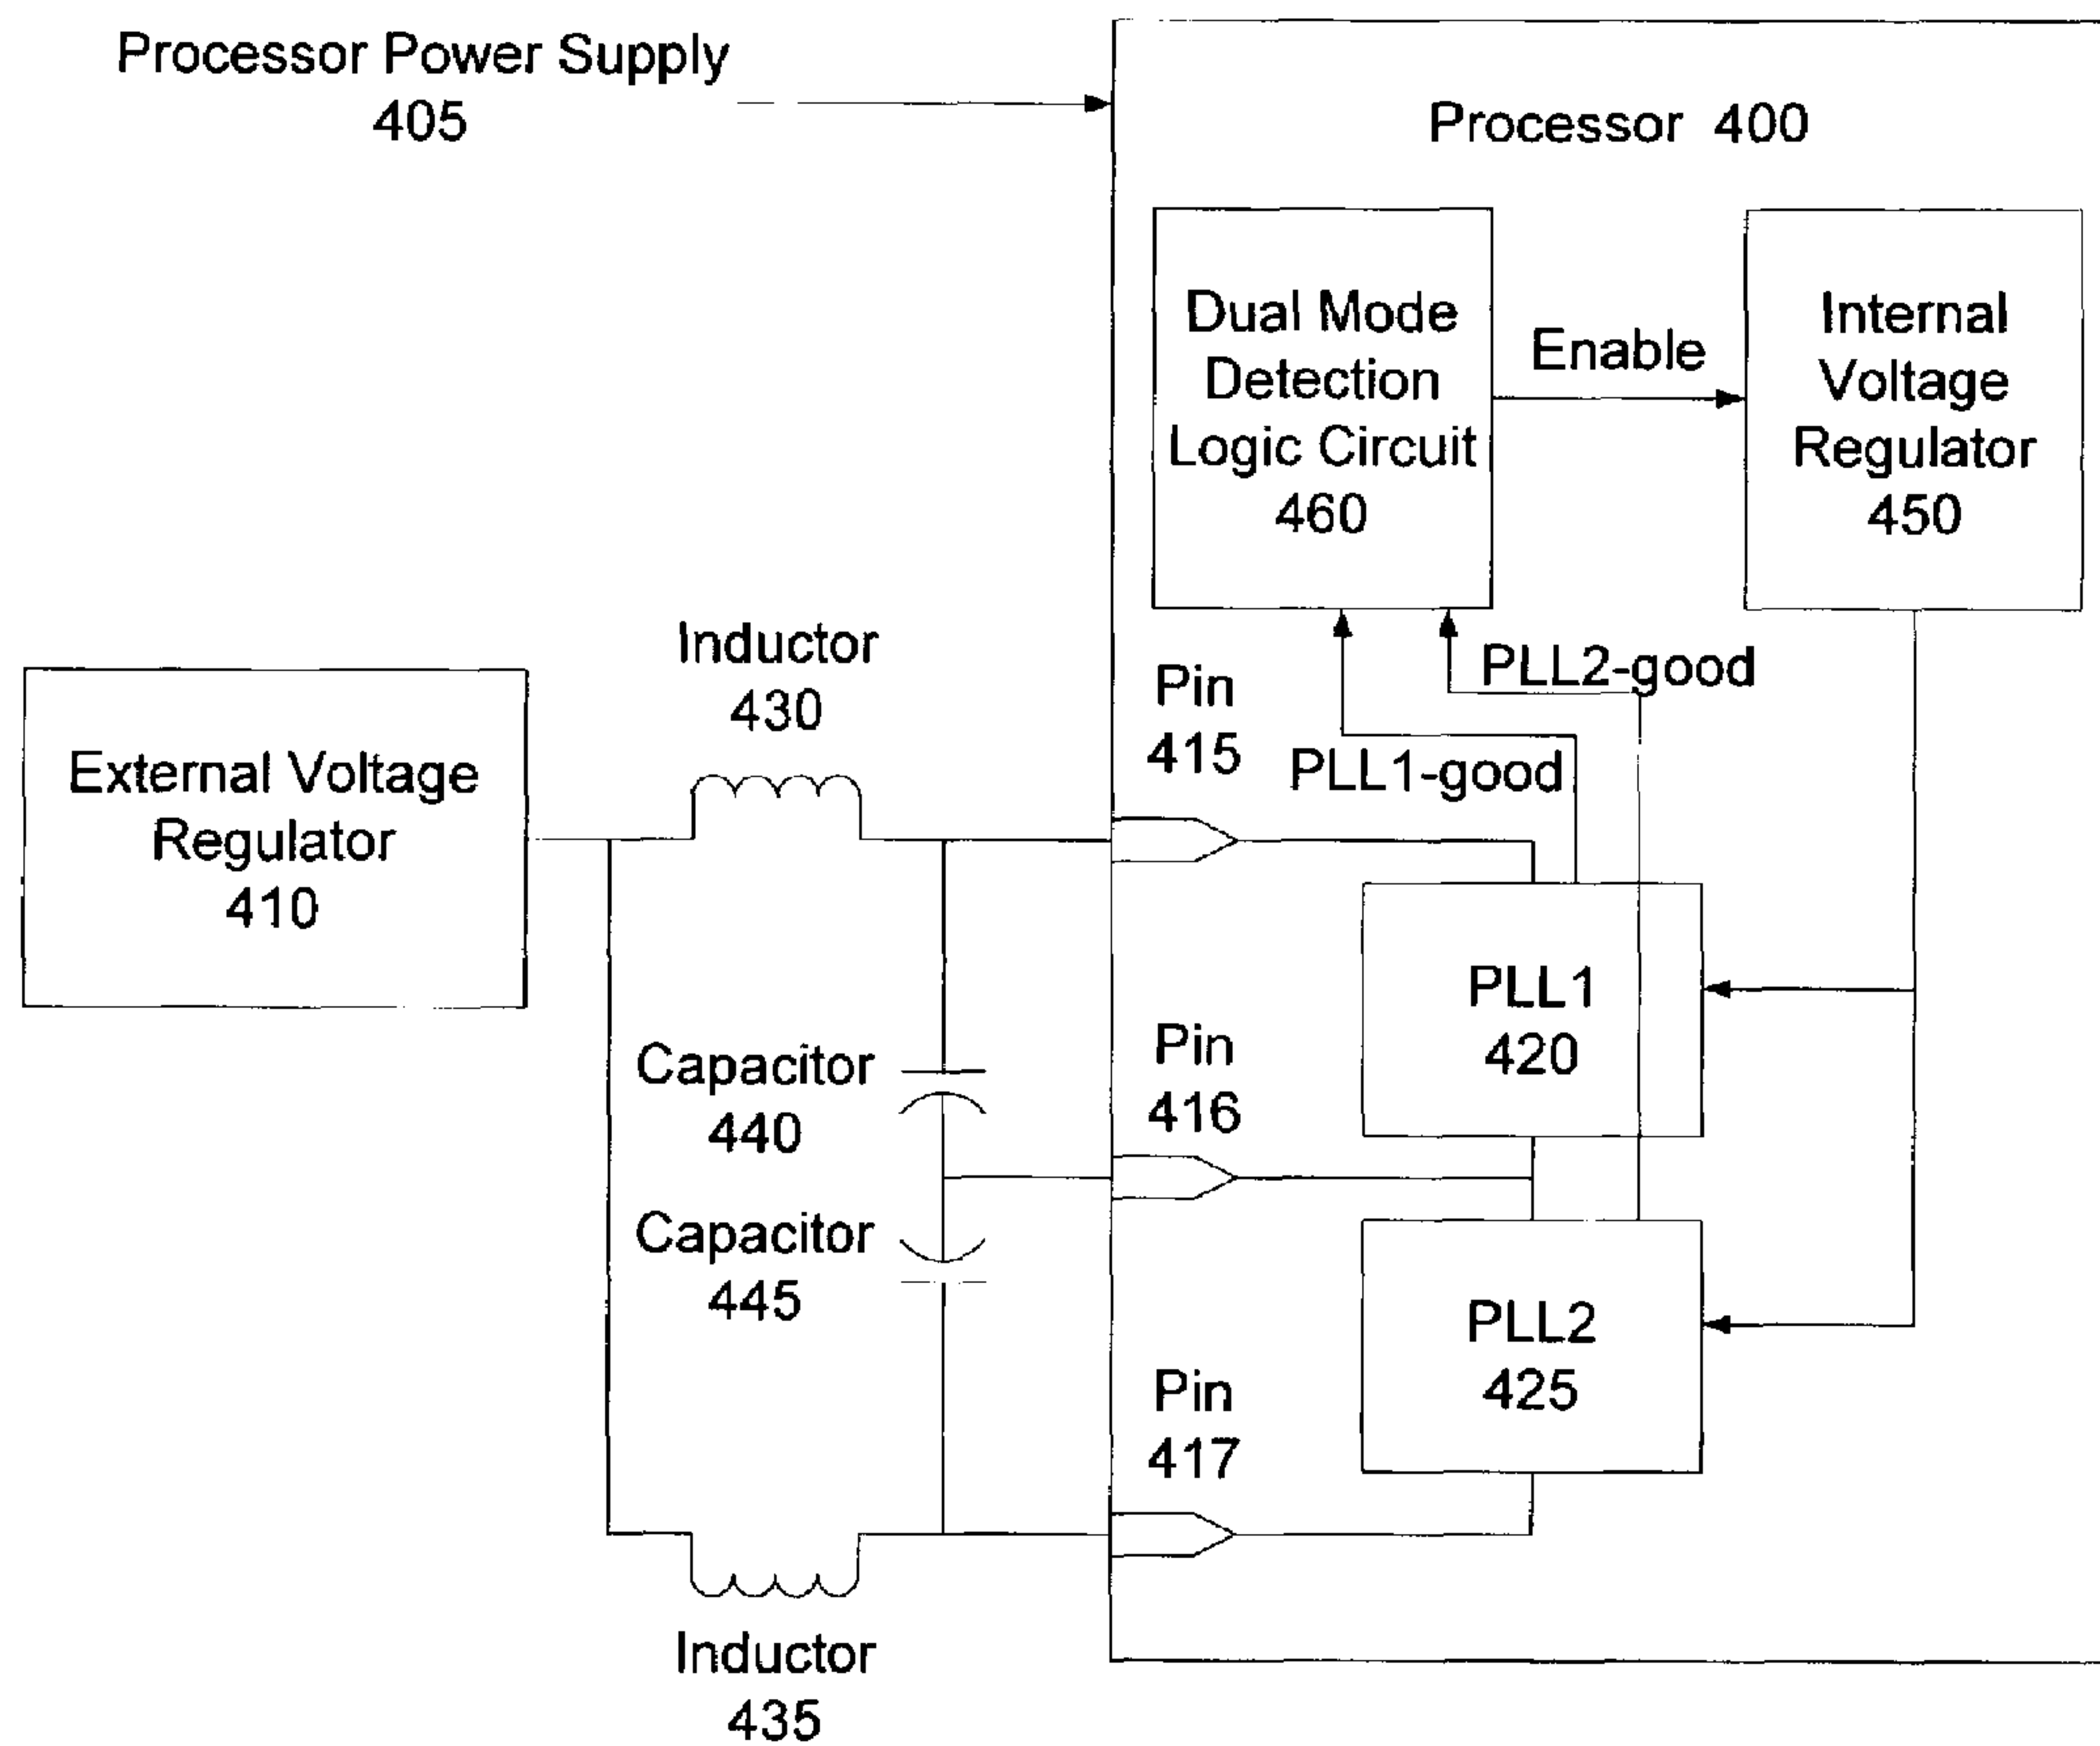 Processor Power Supply
405
Processor 400
Dual Mode
Detection
Logic Circuit
460
Enable
Internal
Voltage
Regulator
450
Inductor
430
Pin
415
PLL2-good
PLL1-good
External Voltage
Regulator
410
Capacitor
440
Capacitor
445
Pin
416
PLL1
420
PLL2
425
Pin
417
Inductor
435